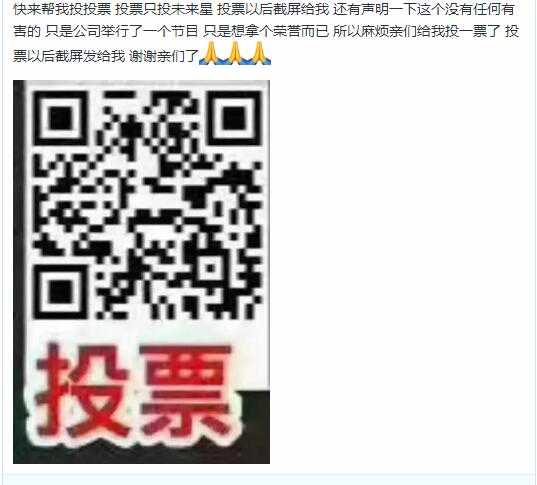 快来帮我投投票 投票只投未来星 投票以后截屏给我 还有声明一下这个没有任何有
害的 只是公司举行了一个节目 只是想拿个荣誉而已 所以麻烦亲们给我投一票了 投
票以后截屏发给我 谢谢亲们了🙏🙏🙏
投票